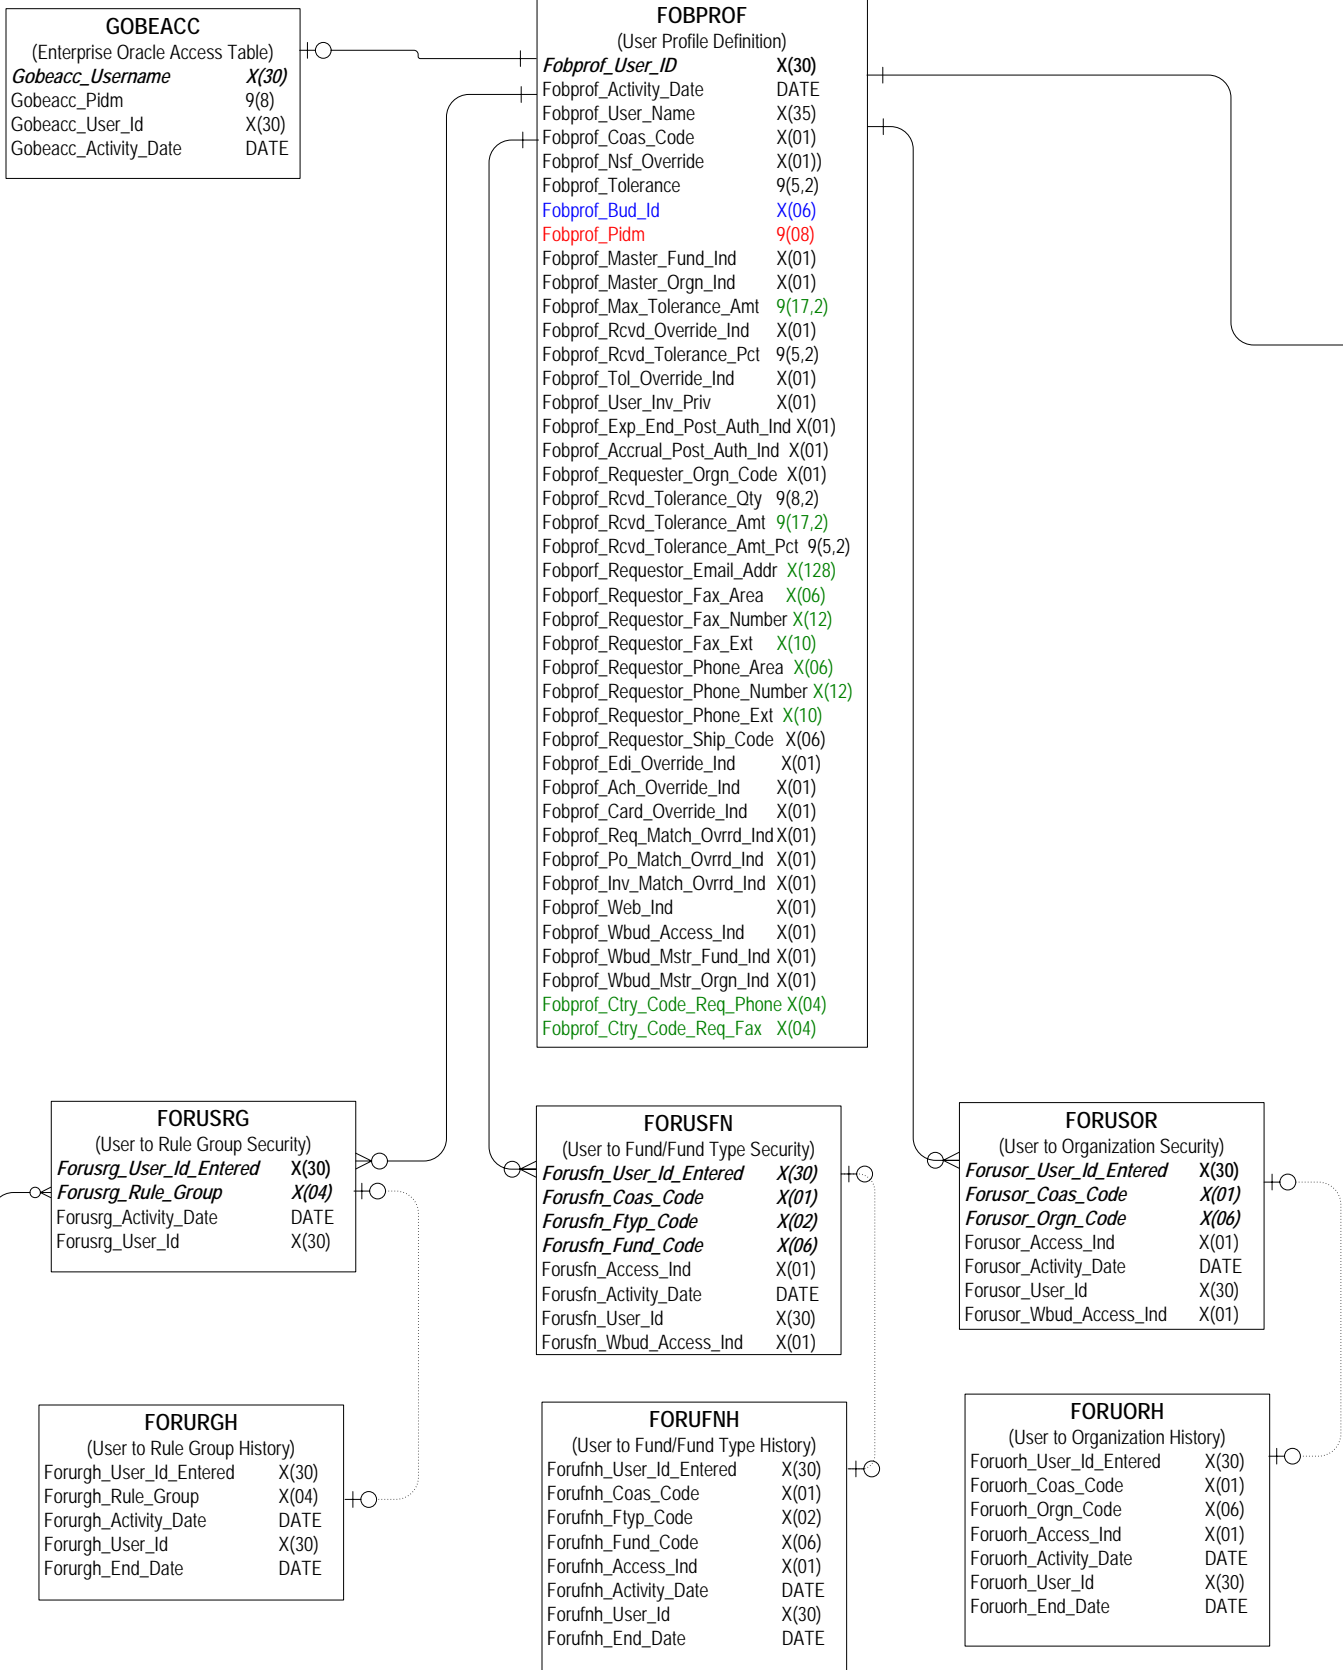 GOBEACC
(Enterprise Oracle Access Table)
Gobeacc_Username X(30)
Gobeacc_Pidm 9(8)
Gobeacc_User_Id X(30)
Gobeacc_Activity_Date DATE
FOBPROF
(User Profile Definition)
Fobprof_User_ID X(30)
Fobprof_Activity_Date DATE
Fobprof_User_Name X(35)
Fobprof_Coas_Code X(01)
Fobprof_Nsf_Override X(01))
Fobprof_Tolerance 9(5,2)
Fobprof_Bud_Id X(06)
Fobprof_Pidm 9(08)
Fobprof_Master_Fund_Ind X(01)
Fobprof_Master_Orgn_Ind X(01)
Fobprof_Max_Tolerance_Amt 9(17,2)
Fobprof_Rcvd_Override_Ind X(01)
Fobprof_Rcvd_Tolerance_Pct 9(5,2)
Fobprof_Tol_Override_Ind X(01)
Fobprof_User_Inv_Priv X(01)
Fobprof_Exp_End_Post_Auth_Ind X(01)
Fobprof_Accrual_Post_Auth_Ind X(01)
Fobprof_Requester_Orgn_Code X(01)
Fobprof_Rcvd_Tolerance_Qty 9(8,2)
Fobprof_Rcvd_Tolerance_Amt 9(17,2)
Fobprof_Rcvd_Tolerance_Amt_Pct 9(5,2)
Fobporf_Requestor_Email_Addr X(128)
Fobporf_Requestor_Fax_Area X(06)
Fobprof_Requestor_Fax_Number X(12)
Fobprof_Requestor_Fax_Ext X(10)
Fobprof_Requestor_Phone_Area X(06)
Fobprof_Requestor_Phone_Number X(12)
Fobprof_Requestor_Phone_Ext X(10)
Fobprof_Requestor_Ship_Code X(06)
Fobprof_Edi_Override_Ind X(01)
Fobprof_Ach_Override_Ind X(01)
Fobprof_Card_Override_Ind X(01)
Fobprof_Req_Match_Ovrrd_Ind X(01)
Fobprof_Po_Match_Ovrrd_Ind X(01)
Fobprof_Inv_Match_Ovrrd_Ind X(01)
Fobprof_Web_Ind X(01)
Fobprof_Wbud_Access_Ind X(01)
Fobprof_Wbud_Mstr_Fund_Ind X(01)
Fobprof_Wbud_Mstr_Orgn_Ind X(01)
Fobprof_Ctry_Code_Req_Phone X(04)
Fobprof_Ctry_Code_Req_Fax X(04)
FORUSRG
(User to Rule Group Security)
Forusrg_User_Id_Entered X(30)
Forusrg_Rule_Group X(04)
Forusrg_Activity_Date DATE
Forusrg_User_Id X(30)
FORUSFN
(User to Fund/Fund Type Security)
Forusfn_User_Id_Entered X(30)
Forusfn_Coas_Code X(01)
Forusfn_Ftyp_Code X(02)
Forusfn_Fund_Code X(06)
Forusfn_Access_Ind X(01)
Forusfn_Activity_Date DATE
Forusfn_User_Id X(30)
Forusfn_Wbud_Access_Ind X(01)
FORUSOR
(User to Organization Security)
Forusor_User_Id_Entered X(30)
Forusor_Coas_Code X(01)
Forusor_Orgn_Code X(06)
Forusor_Access_Ind X(01)
Forusor_Activity_Date DATE
Forusor_User_Id X(30)
Forusor_Wbud_Access_Ind X(01)
FORURGH
(User to Rule Group History)
Forurgh_User_Id_Entered X(30)
Forurgh_Rule_Group X(04)
Forurgh_Activity_Date DATE
Forurgh_User_Id X(30)
Forurgh_End_Date DATE
FORUFNH
(User to Fund/Fund Type History)
Forufnh_User_Id_Entered X(30)
Forufnh_Coas_Code X(01)
Forufnh_Ftyp_Code X(02)
Forufnh_Fund_Code X(06)
Forufnh_Access_Ind X(01)
Forufnh_Activity_Date DATE
Forufnh_User_Id X(30)
Forufnh_End_Date DATE
FORUORH
(User to Organization History)
Foruorh_User_Id_Entered X(30)
Foruorh_Coas_Code X(01)
Foruorh_Orgn_Code X(06)
Foruorh_Access_Ind X(01)
Foruorh_Activity_Date DATE
Foruorh_User_Id X(30)
Foruorh_End_Date DATE